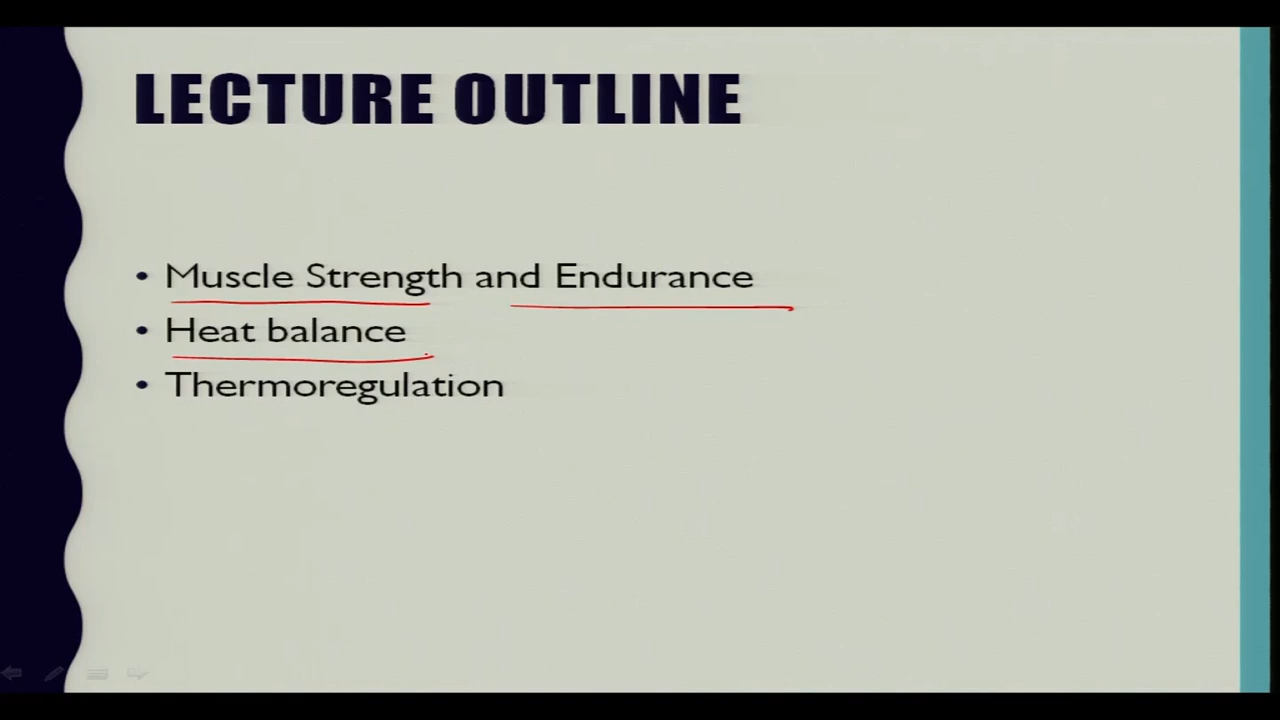 LECTURE OUTLINE
• Muscle Strength and Endurance
• Heat balance
• Thermoregulation